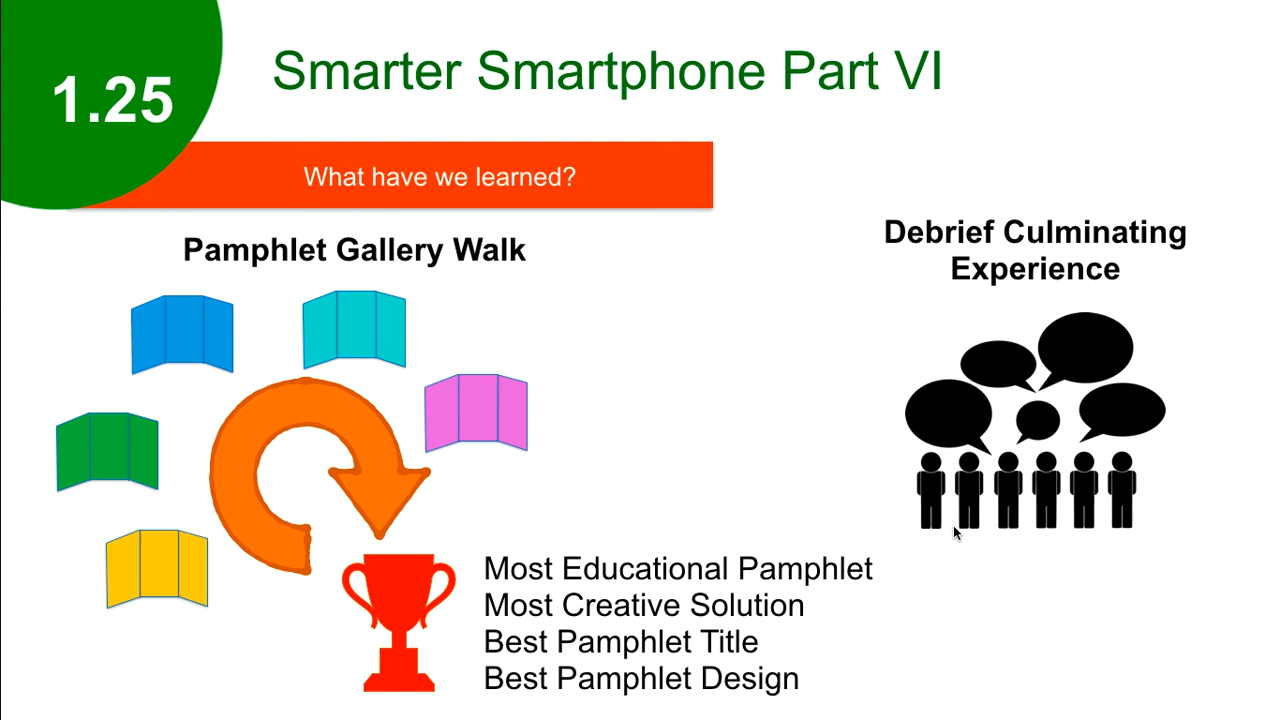 1.25
Smarter Smartphone Part VI
What have we learned?
Pamphlet Gallery Walk
Debrief Culminating
Experience
Most Educational Pamphlet
Most Creative Solution
Best Pamphlet Title
Best Pamphlet Design